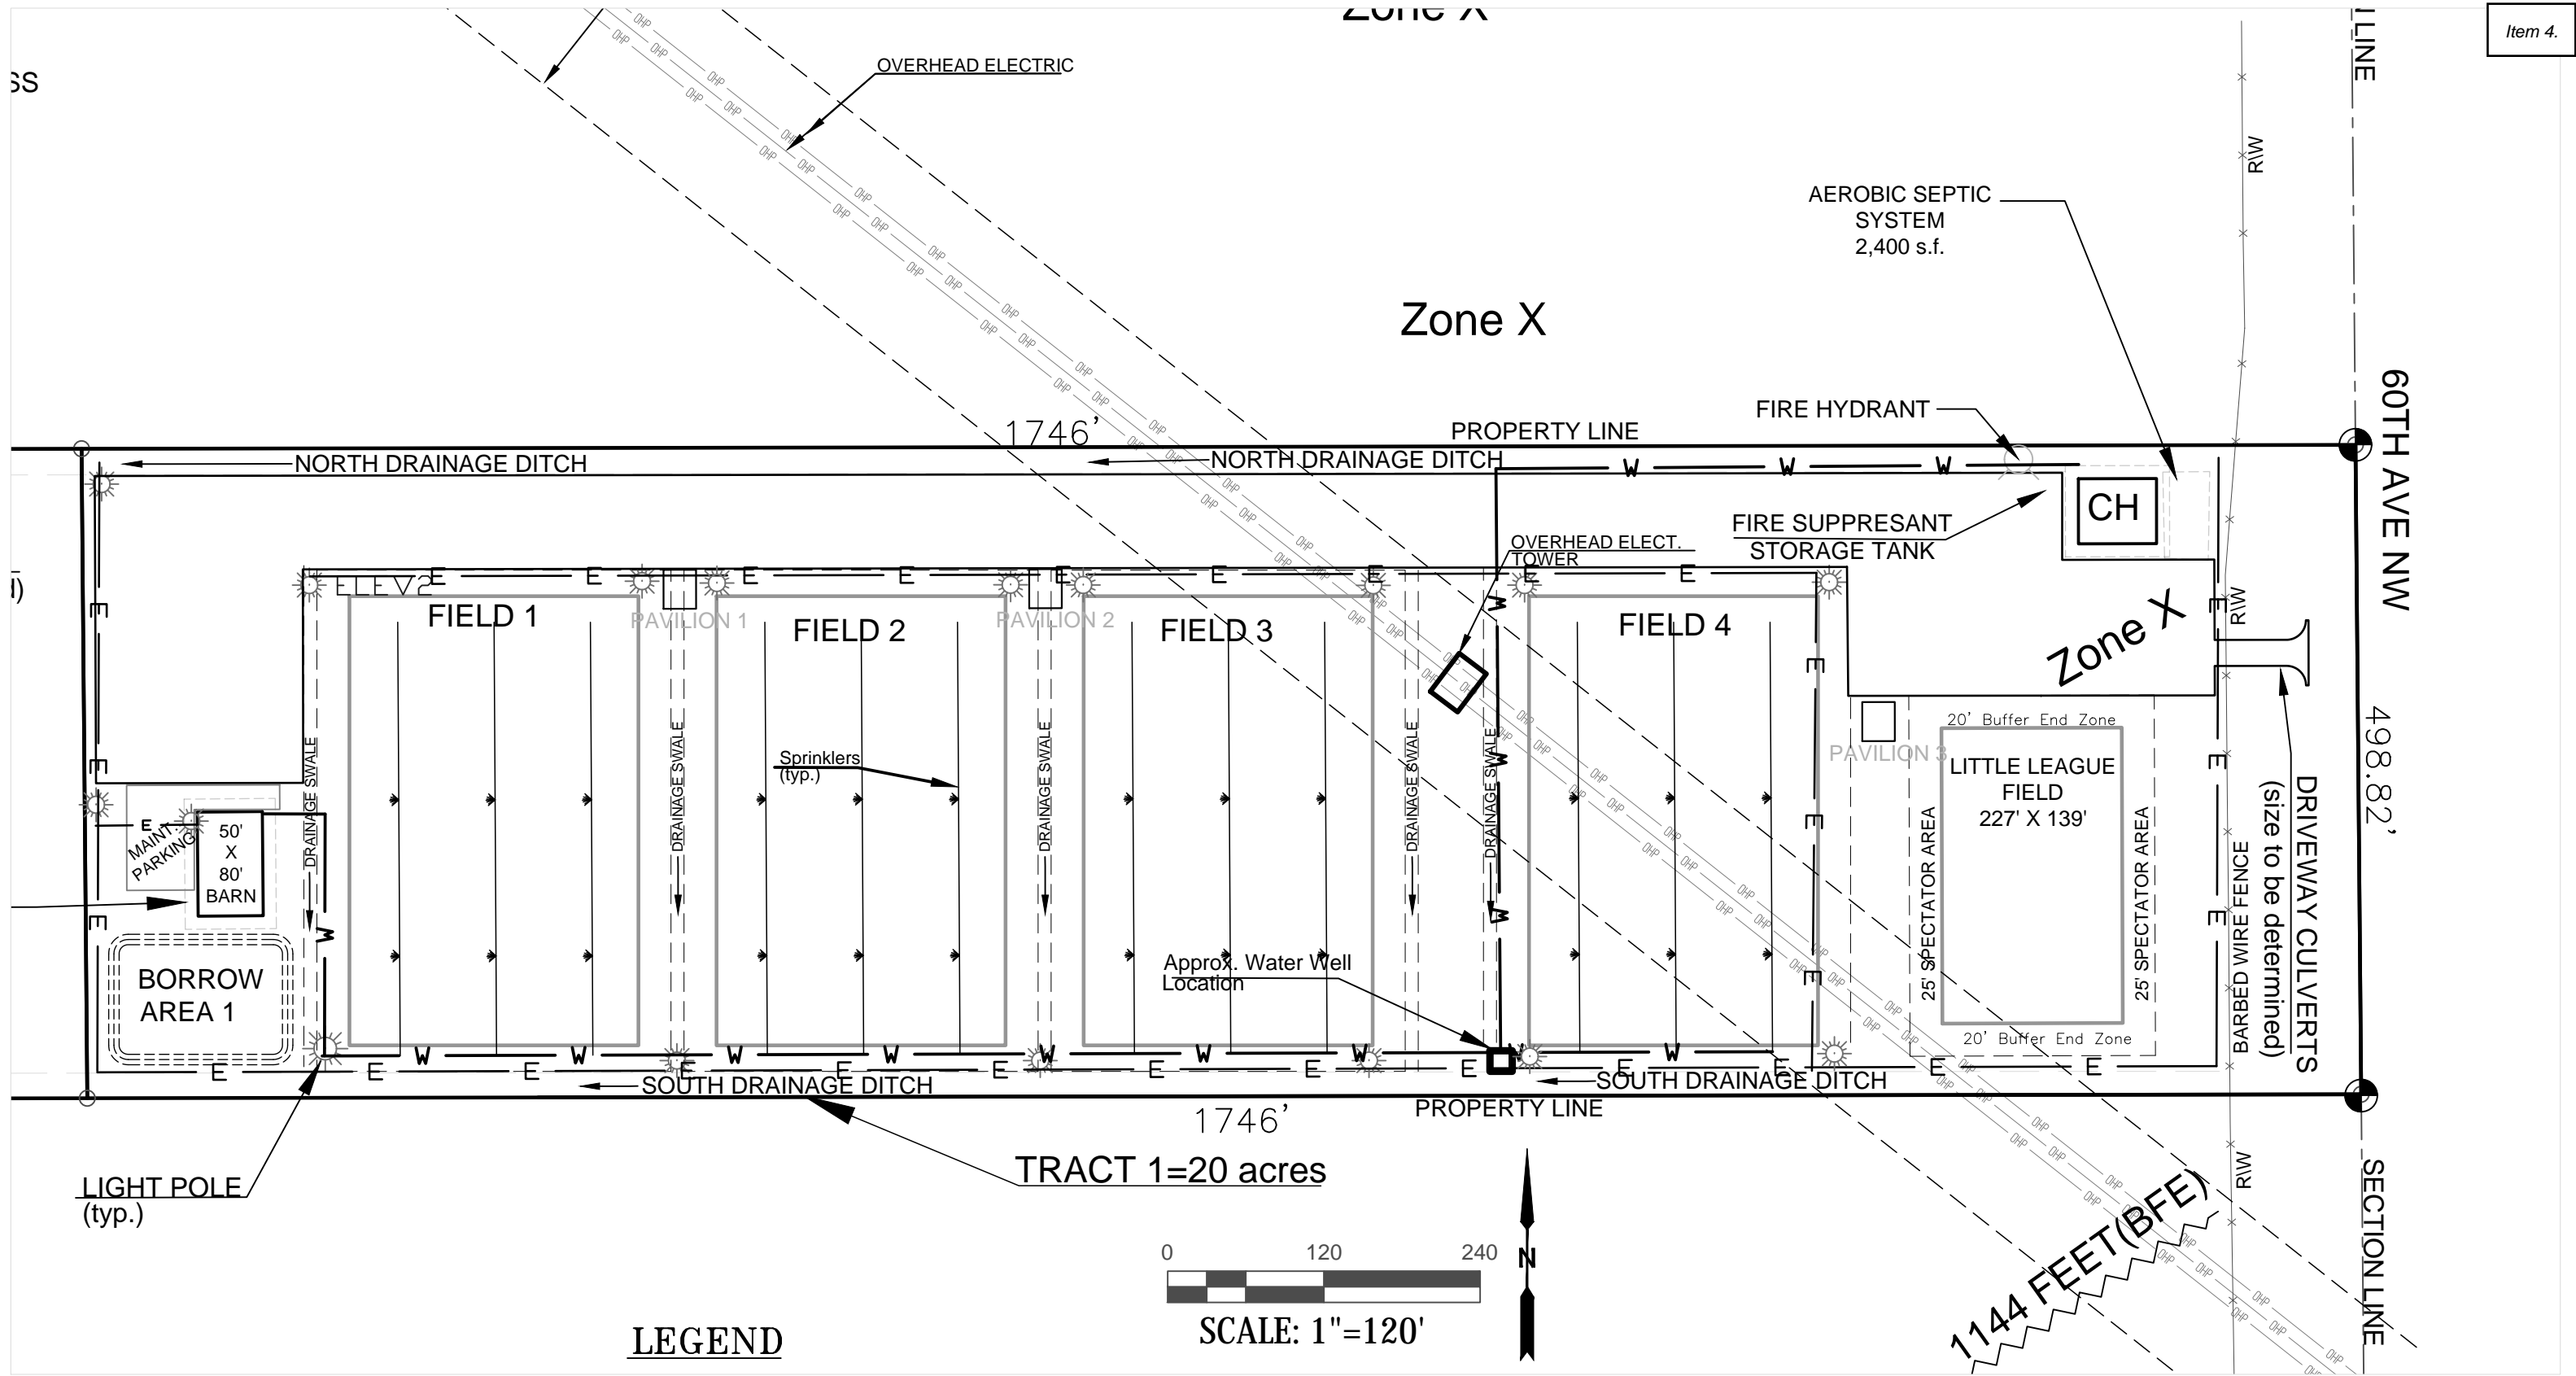 Zone X
Item 4.
SS
OVERHEAD ELECTRIC
LINE
R\W
AEROBIC SEPTIC
SYSTEM
2,400 s.f.
Zone X
60TH AVE NW
FIRE HYDRANT
1746'
PROPERTY LINE
NORTH DRAINAGE DITCH
NORTH DRAINAGE DITCH
W W W
CH
FIRE SUPPRESANT
STORAGE TANK
OVERHEAD ELECT.
TOWER
ELEV2
E E E E E E E E E
FIELD 1
PAVILION 1
FIELD 2
PAVILION 2
FIELD 3
FIELD 4
Zone X
R\W
498.82'
20' Buffer End Zone
PAVILION 3
LITTLE LEAGUE
FIELD
227' X 139'
Sprinklers
(typ.)
DRAINAGE SWALE
DRAINAGE SWALE
DRAINAGE SWALE
DRAINAGE SWALE
DRAINAGE SWALE
25' SPECTATOR AREA
25' SPECTATOR AREA
BARBED WIRE FENCE
DRIVEWAY CULVERTS
(size to be determined)
E
MAINT.
PARKING
50'
X
80'
BARN
BORROW
AREA 1
Approx. Water Well
Location
20' Buffer End Zone
W W W W W W W W
E E E E E E E E E E E E E
SOUTH DRAINAGE DITCH
SOUTH DRAINAGE DITCH
1746'
PROPERTY LINE
TRACT 1=20 acres
LIGHT POLE
(typ.)
R\W
SECTION LINE
1144 FEET(BFE)
0 120 240
N
SCALE: 1"=120'
LEGEND
OHP